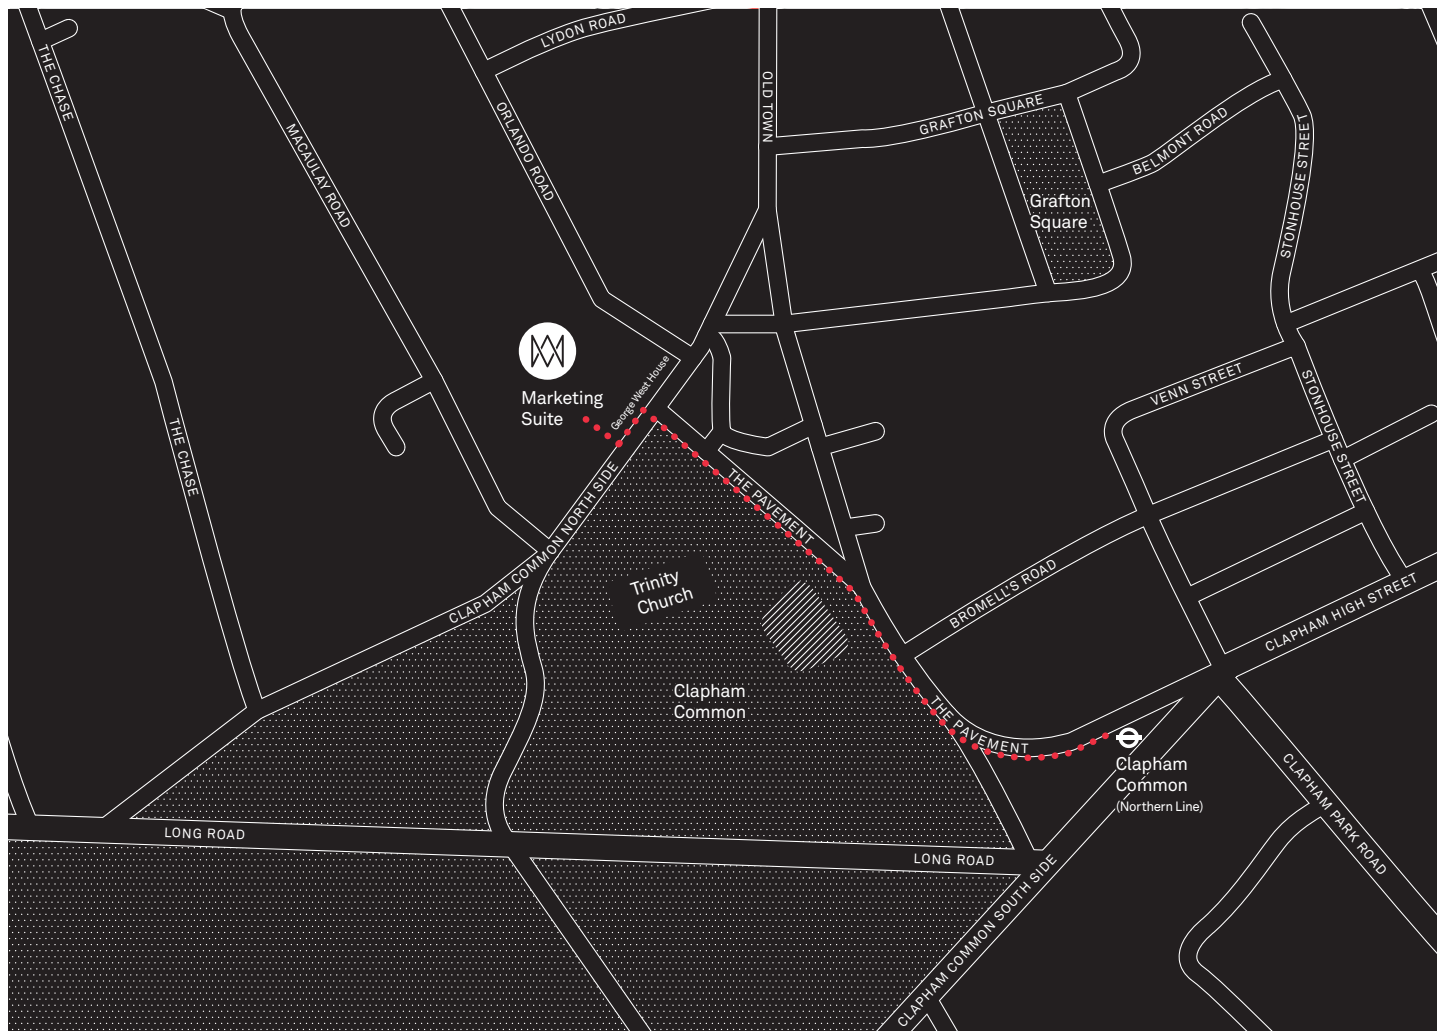 LYDON ROAD
THE CHASE
OLD TOWN
MACAULAY ROAD
ORLANDO ROAD
GRAFTON SQUARE
BELMONT ROAD
STONHOUSE STREET
Grafton
Square
Marketing
Suite
George West House
VENN STREET
STONHOUSE STREET
THE CHASE
CLAPHAM COMMON NORTH SIDE
THE PAVEMENT
Trinity
Church
BROMELL'S ROAD
CLAPHAM HIGH STREET
Clapham
Common
THE PAVEMENT
Clapham
Common
(Northern Line)
CLAPHAM PARK ROAD
LONG ROAD
LONG ROAD
CLAPHAM COMMON SOUTH SIDE